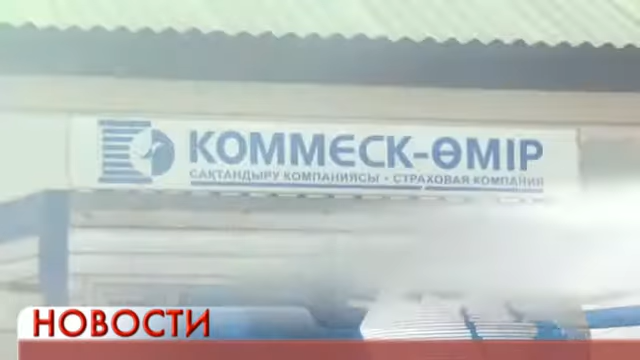 КОММЕСК-ӨМІР
САҚТАНДЫРУ КОМПАНИЯСЫ • СТРАХОВАЯ КОМПАНИЯ
НОВОСТИ